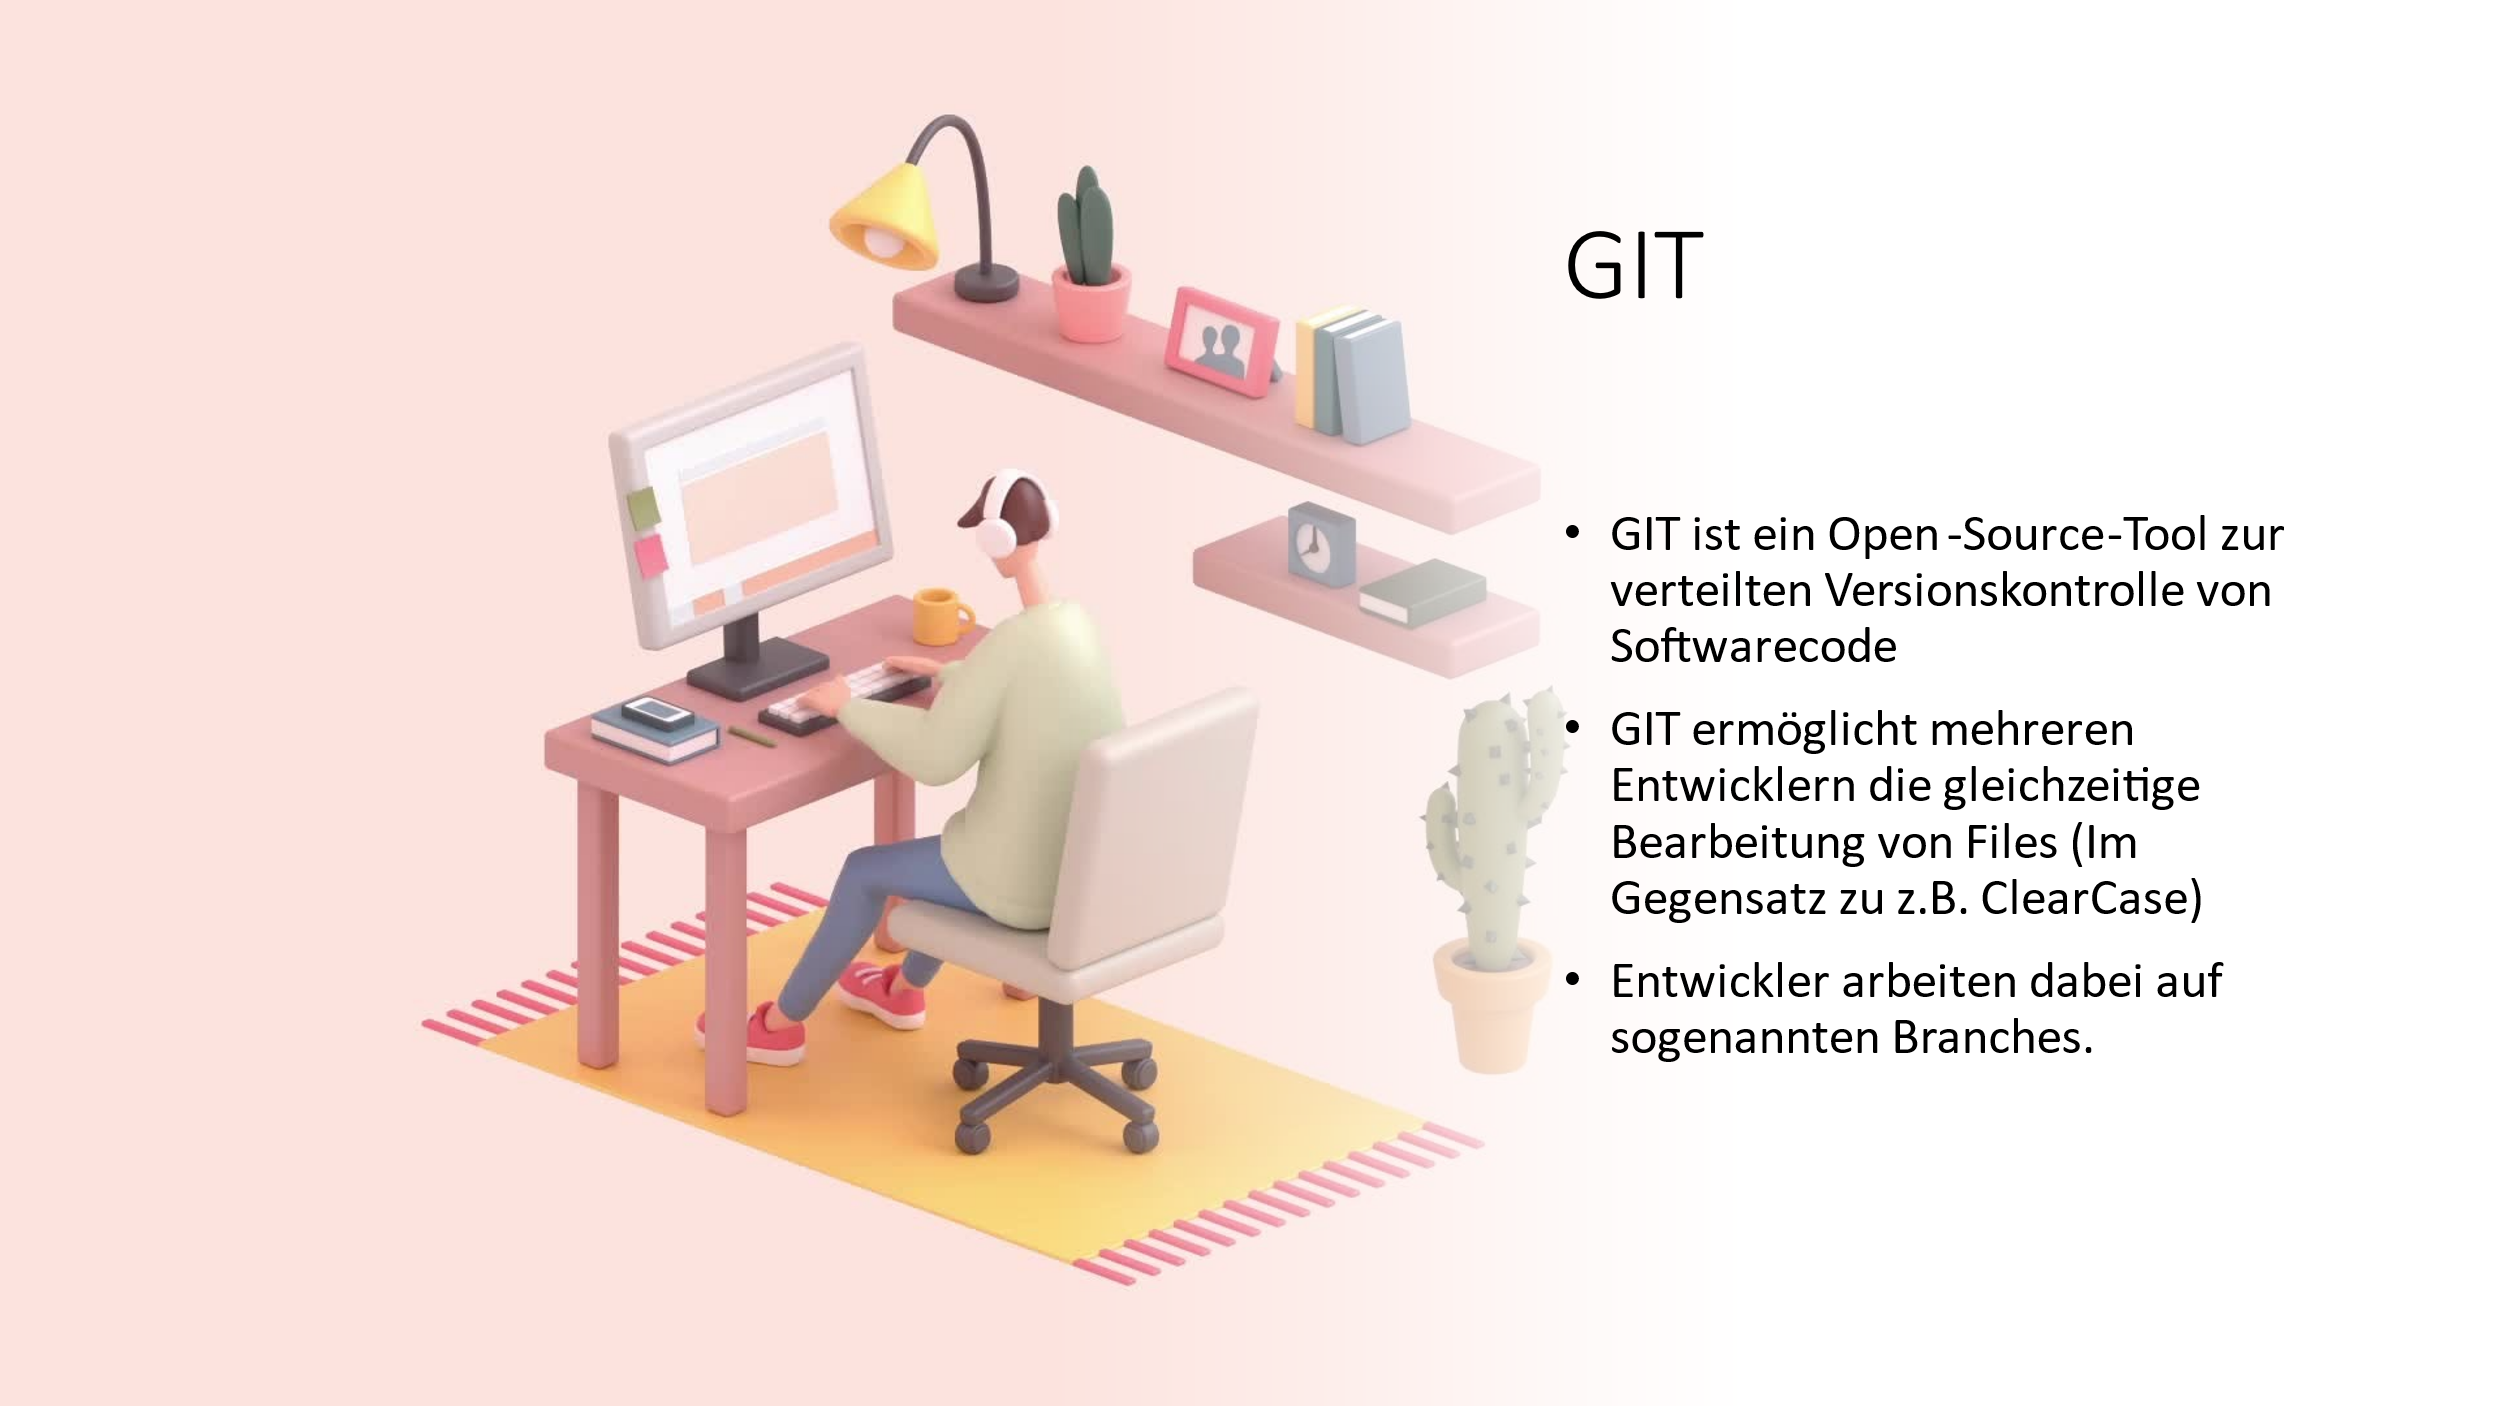 GIT
• GIT ist ein Open-Source-Tool zur
verteilten Versionskontrolle von
Softwarecode
• GIT ermöglicht mehreren
Entwicklern die gleichzeitige
Bearbeitung von Files (Im
Gegensatz zu z.B. ClearCase)
• Entwickler arbeiten dabei auf
sogenannten Branches.